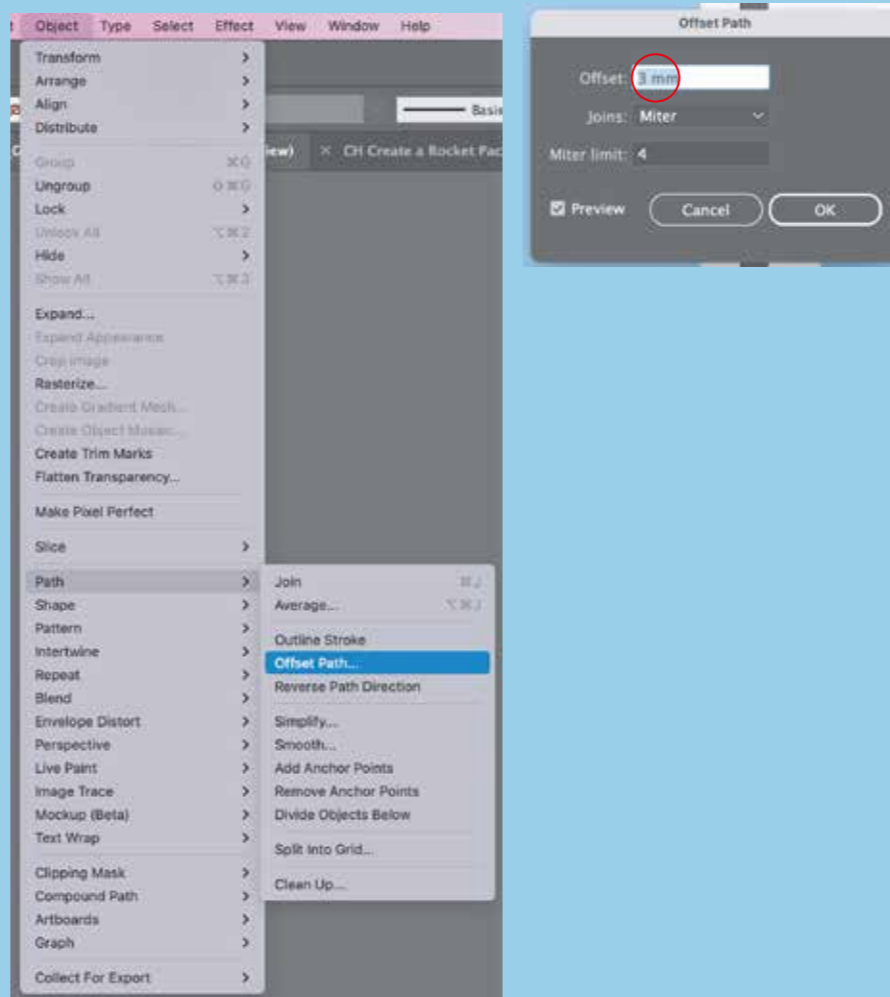 Object Type Select Effect View Window Help
Transform
Arrange
Align
Distribute
Group ⌘G
Ungroup ⇧⌘G
Lock
Unlock All ⌥⌘2
Hide
Show All ⌥⌘3
Expand...
Expand Appearance
Crop Image
Rasterize...
Create Gradient Mesh...
Create Object Mosaic...
Create Trim Marks
Flatten Transparency...
Make Pixel Perfect
Slice
Path
Shape
Pattern
Intertwine
Repeat
Blend
Envelope Distort
Perspective
Live Paint
Image Trace
Mockup (Beta)
Text Wrap
Clipping Mask
Compound Path
Artboards
Graph
Collect For Export
Basic
iew) × CH Create a Rocket Pac
Join ⌘J
Average... ⌥⌘J
Outline Stroke
Offset Path...
Reverse Path Direction
Simplify...
Smooth...
Add Anchor Points
Remove Anchor Points
Divide Objects Below
Split Into Grid...
Clean Up...
Offset Path
Offset: 3 mm
Joins: Miter
Miter limit: 4
Preview Cancel OK